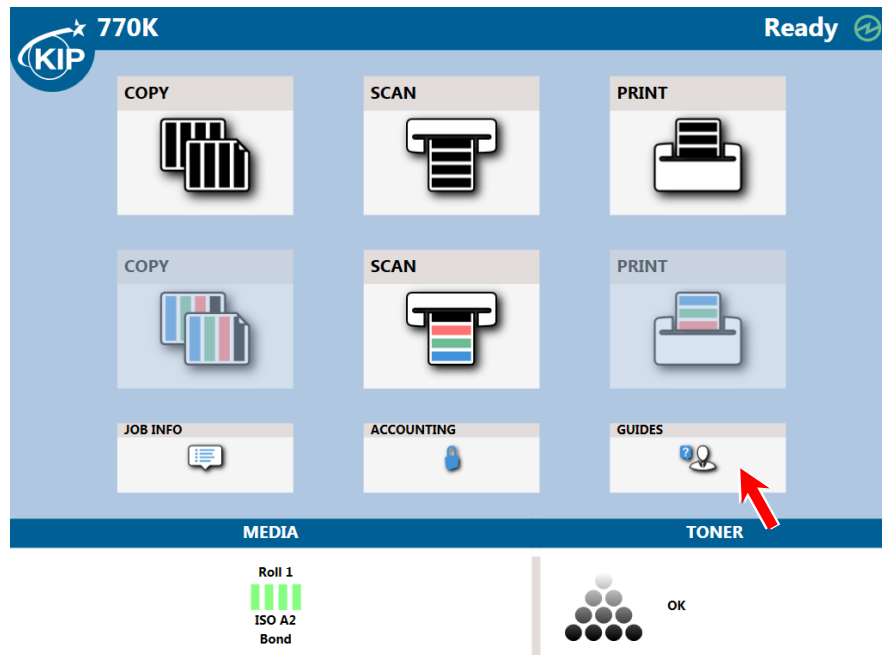 KIP 770K Ready
COPY SCAN PRINT
COPY SCAN PRINT
JOB INFO ACCOUNTING GUIDES
?
MEDIA TONER
Roll 1
ISO A2
Bond
OK